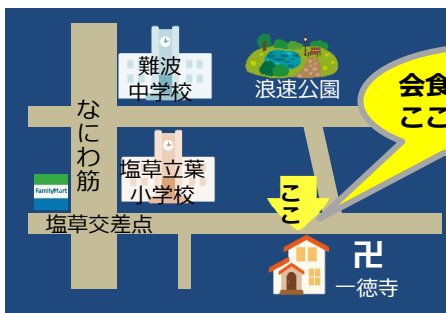 難波
中学校
浪速公園
会食
ここ
なにわ筋
塩草立葉
小学校
FamilyMart
ここ
塩草交差点
卍
一徳寺